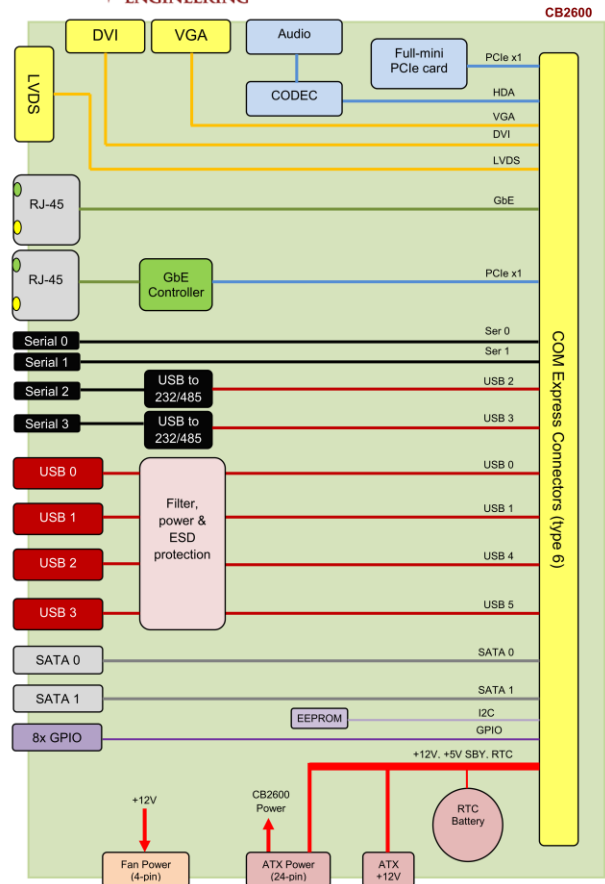 ENGINEERING
CB2600
DVI
VGA
Audio
Full-mini
PCIe card
PCIe x1
LVDS
CODEC
HDA
VGA
DVI
LVDS
RJ-45
GbE
RJ-45
GbE
Controller
PCIe x1
COM Express Connectors (type 6)
Serial 0
Ser 0
Serial 1
Ser 1
Serial 2
USB to
232/485
USB 2
Serial 3
USB to
232/485
USB 3
USB 0
USB 0
Filter,
power &
ESD
protection
USB 1
USB 1
USB 2
USB 4
USB 3
USB 5
SATA 0
SATA 0
SATA 1
SATA 1
EEPROM
I2C
8x GPIO
GPIO
+12V, +5V SBY, RTC
+12V
CB2600
Power
RTC
Battery
Fan Power
(4-pin)
ATX Power
(24-pin)
ATX
+12V